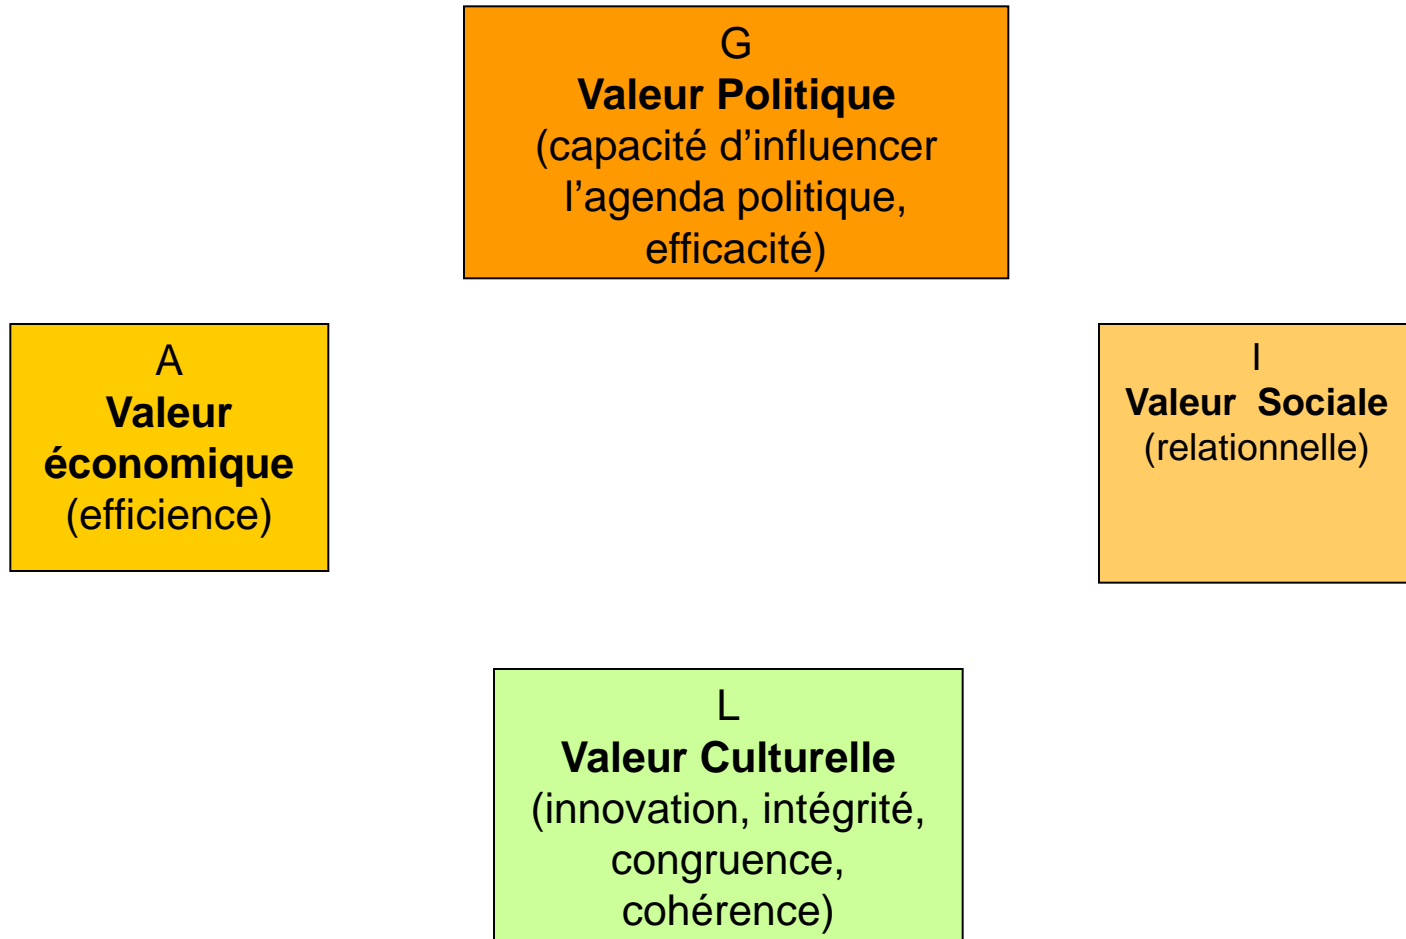 G
Valeur Politique
(capacité d’influencer
l’agenda politique,
efficacité)
A
Valeur
économique
(efficience)
I
Valeur  Sociale
(relationnelle)
L
Valeur Culturelle
(innovation, intégrité,
congruence,
cohérence)